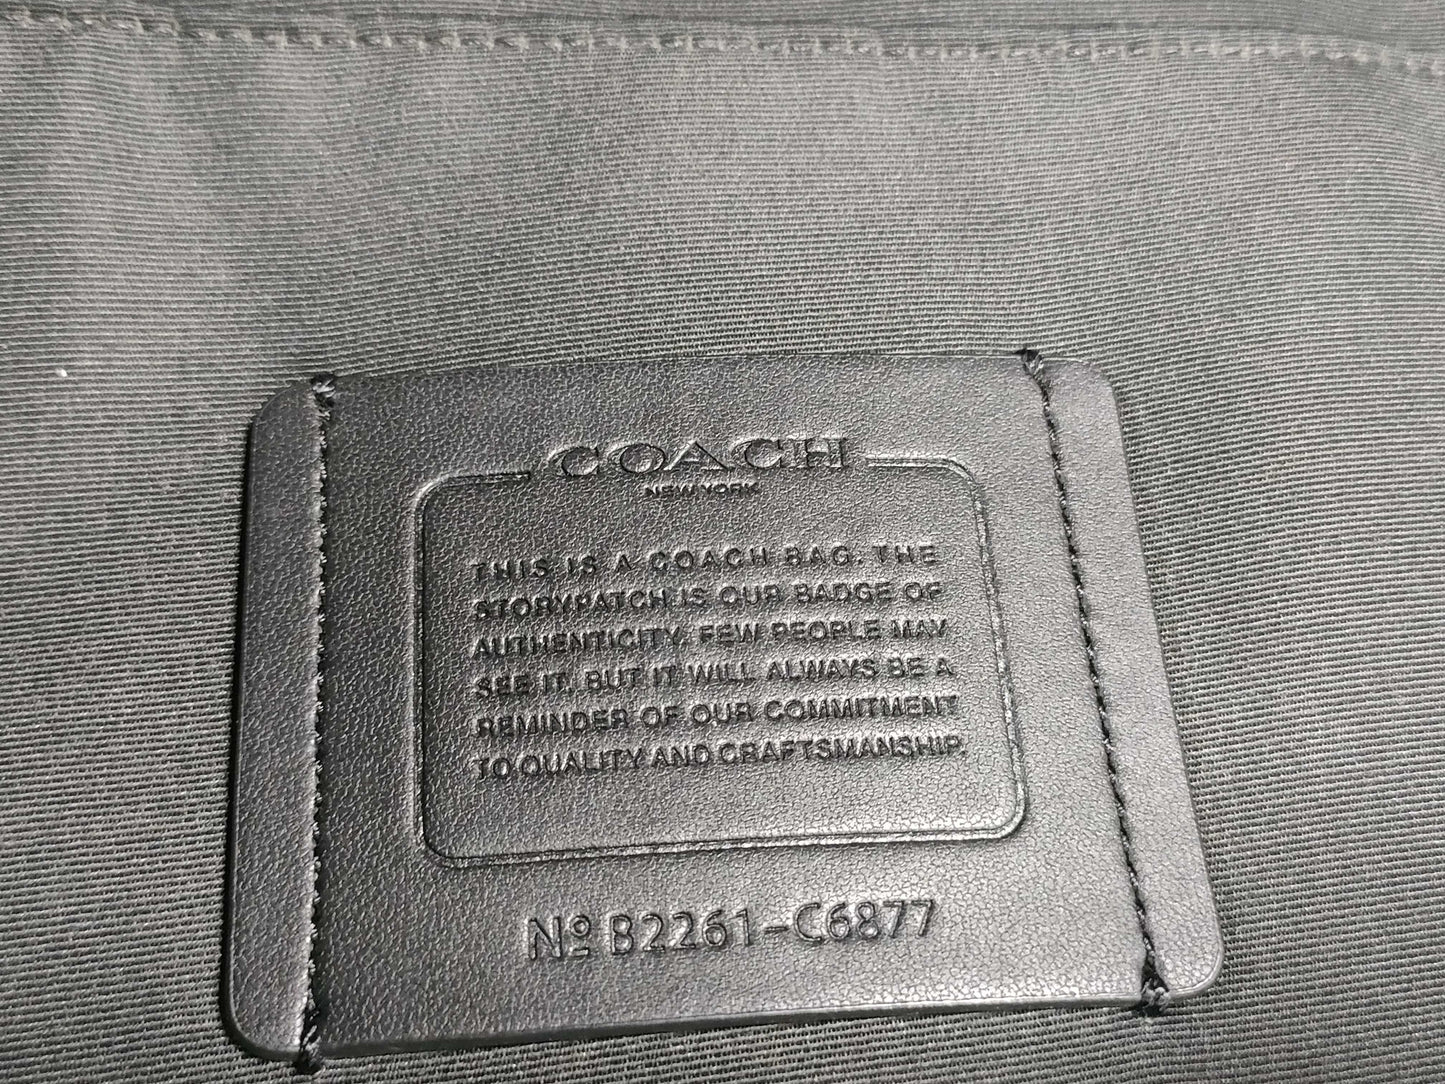 COACH
NEW YORK
THIS IS A COACH BAG. THE
STORYPATCH IS OUR BADGE OF
AUTHENTICITY. FEW PEOPLE MAY
SEE IT. BUT IT WILL ALWAYS BE A
REMINDER OF OUR COMMITMENT
TO QUALITY AND CRAFTSMANSHIP.
Nº B2261-C6877